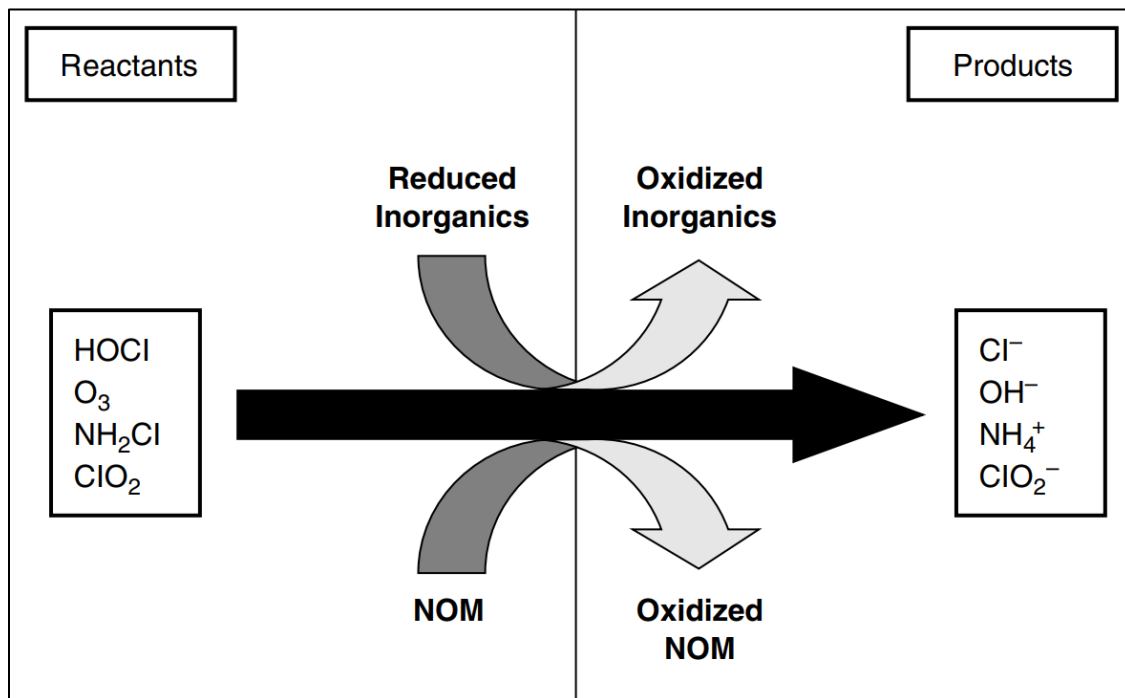 Reactants
Products
Reduced
Inorganics
Oxidized
Inorganics
HOCl
O₃
NH₂Cl
ClO₂
Cl⁻
OH⁻
NH₄⁺
ClO₂⁻
NOM
Oxidized
NOM